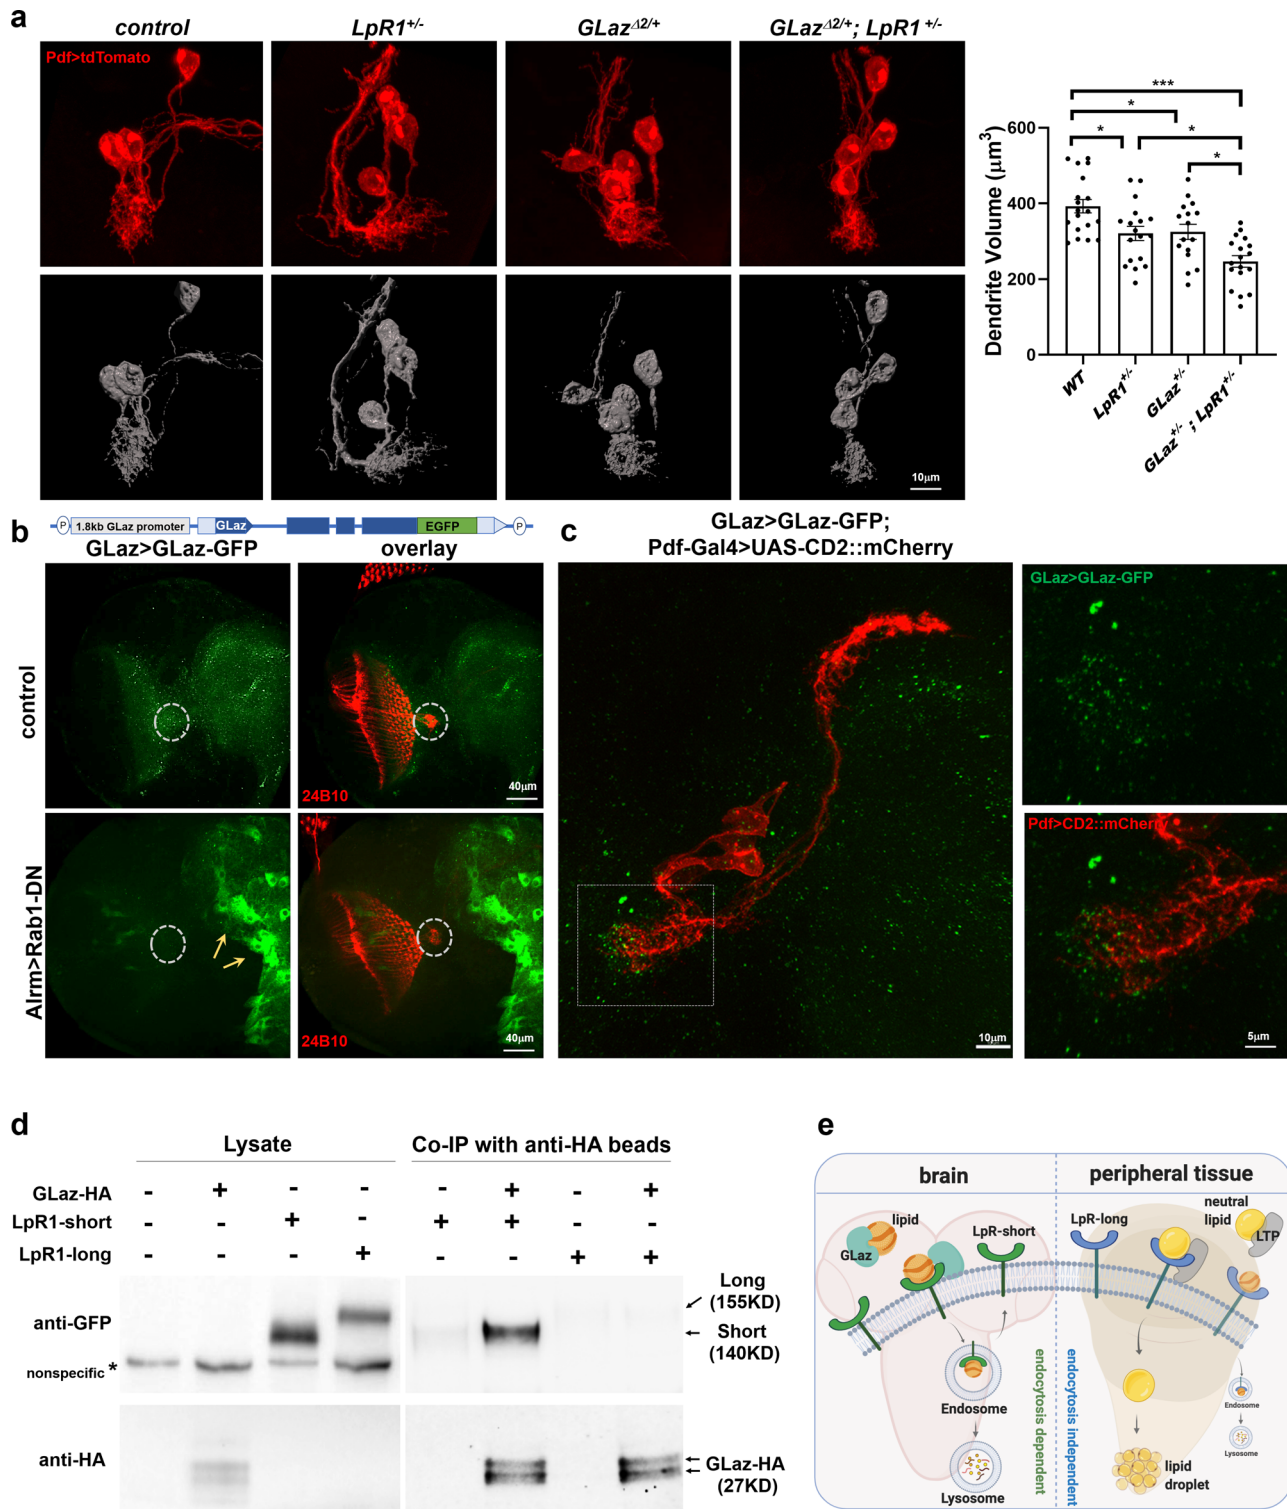 a
control
LpR1+/-
GLazΔ2/+
GLazΔ2/+; LpR1 +/-
Pdf>tdTomato
10μm
Dendrite Volume (μm3)
600
400
200
0
***
*
*
*
*
WT
LpR1+/-
GLaz+/-
GLaz+/- ; LpR1+/-
b
P
1.8kb GLaz promoter
GLaz
EGFP
P
GLaz>GLaz-GFP
overlay
control
24B10
40μm
Alrm>Rab1-DN
24B10
40μm
c
GLaz>GLaz-GFP;
Pdf-Gal4>UAS-CD2::mCherry
10μm
GLaz>GLaz-GFP
Pdf>CD2::mCherry
5μm
d
Lysate
Co-IP with anti-HA beads
GLaz-HA - + - - - + - +
LpR1-short - - + - + + - -
LpR1-long - - - + - - + +
anti-GFP
nonspecific *
Long
(155KD)
Short
(140KD)
anti-HA
GLaz-HA
(27KD)
e
brain
peripheral tissue
lipid
GLaz
LpR-short
LpR-long
neutral
lipid
LTP
Endosome
Lysosome
endocytosis dependent
endocytosis independent
Endosome
Lysosome
lipid
droplet